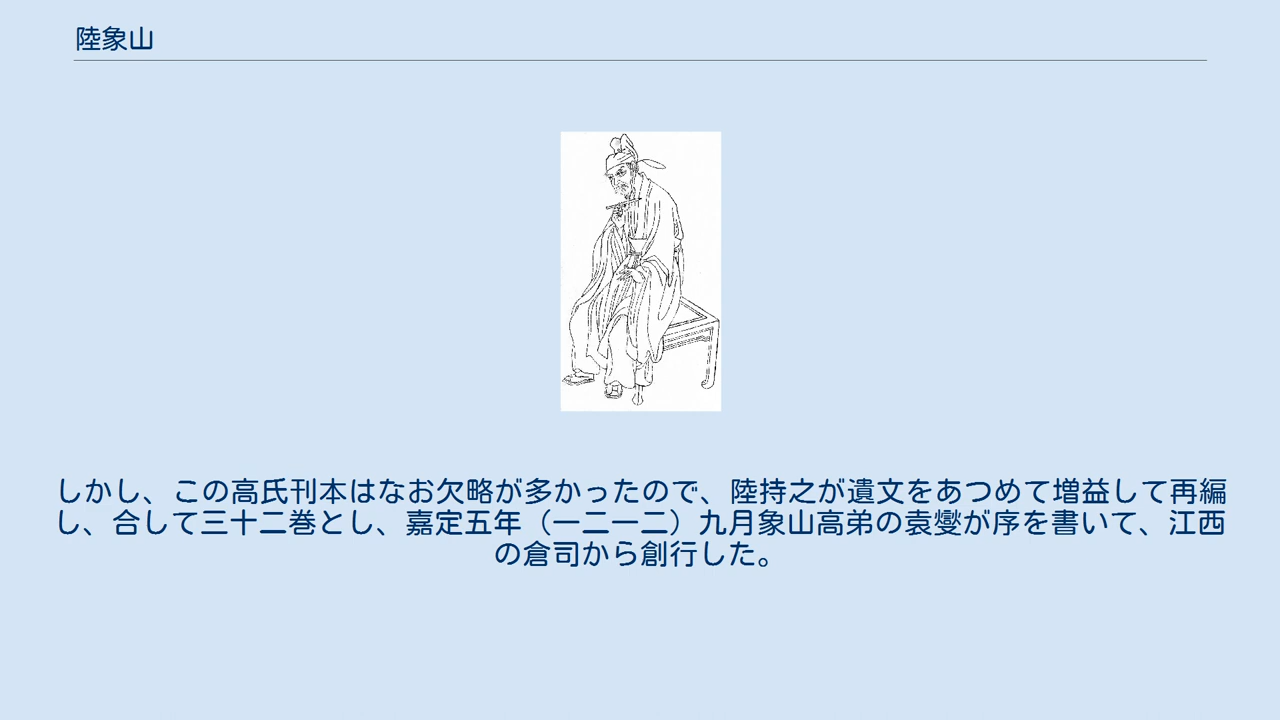 陸象山
しかし、この高氏刊本はなお欠略が多かったので、陸持之が遺文をあつめて増益して再編
し、合して三十二巻とし、嘉定五年（一二一二）九月象山高弟の袁燮が序を書いて、江西
の倉司から創行した。